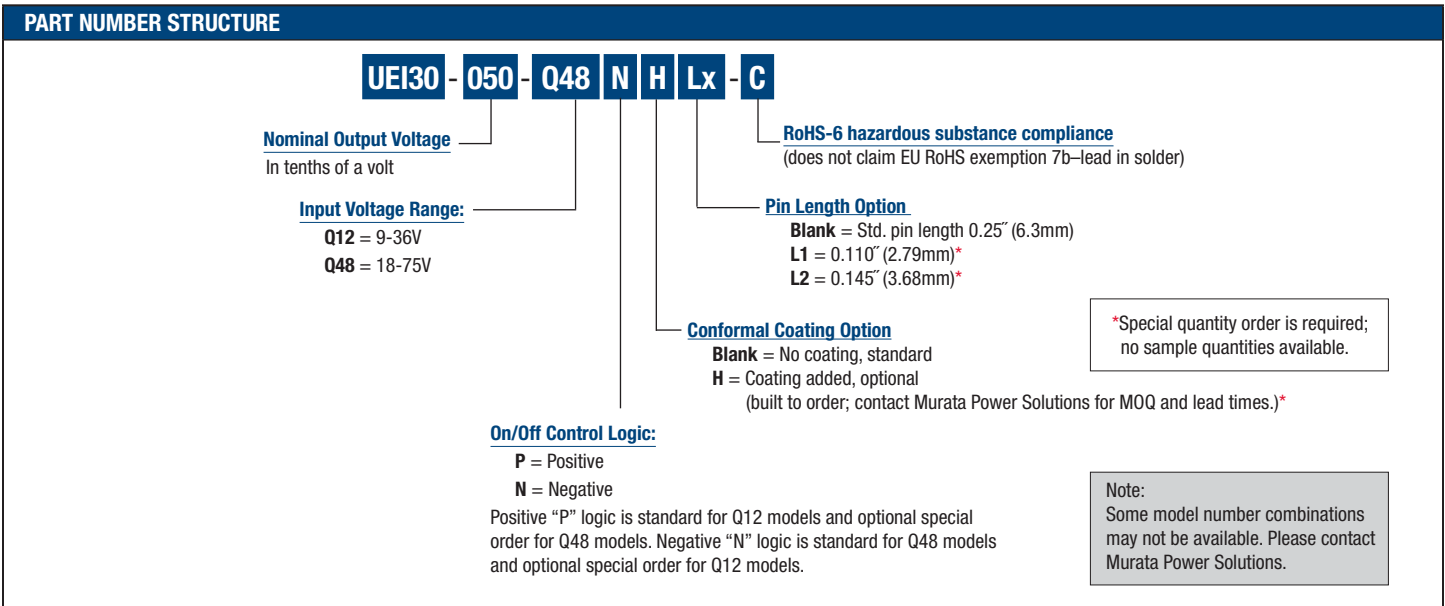 PART NUMBER STRUCTURE
UEI30 - 050 - Q48 N H Lx - C
Nominal Output Voltage
In tenths of a volt
Input Voltage Range:
Q12 = 9-36V
Q48 = 18-75V
RoHS-6 hazardous substance compliance
(does not claim EU RoHS exemption 7b–lead in solder)
Pin Length Option
Blank = Std. pin length 0.25˝ (6.3mm)
L1 = 0.110˝ (2.79mm)*
L2 = 0.145˝ (3.68mm)*
Conformal Coating Option
Blank = No coating, standard
H = Coating added, optional
(built to order; contact Murata Power Solutions for MOQ and lead times.)*
*Special quantity order is required;
no sample quantities available.
On/Off Control Logic:
P = Positive
N = Negative
Positive “P” logic is standard for Q12 models and optional special
order for Q48 models. Negative “N” logic is standard for Q48 models
and optional special order for Q12 models.
Note:
Some model number combinations
may not be available. Please contact
Murata Power Solutions.